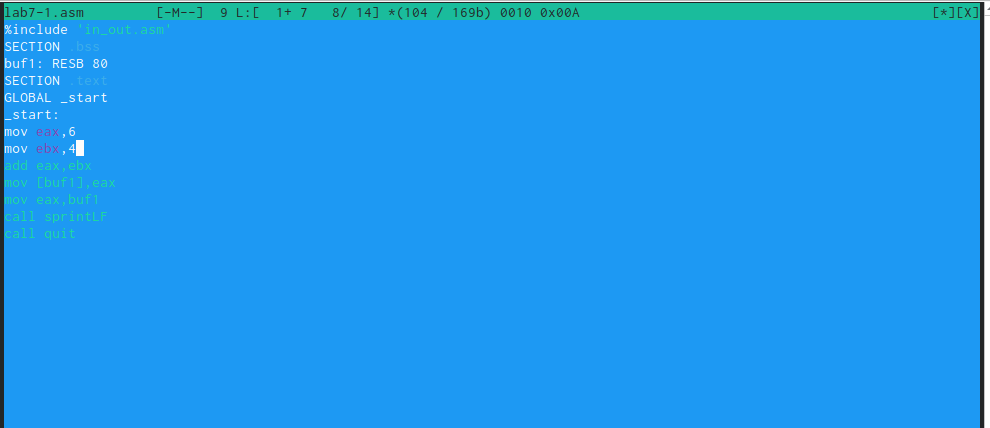 lab7-1.asm [-M--] 9 L:[ 1+ 7 8/ 14] *(104 / 169b) 0010 0x00A [*][X]
%include 'in_out.asm'
SECTION .bss
buf1: RESB 80
SECTION .text
GLOBAL _start
_start:
mov eax,6
mov ebx,4
add eax,ebx
mov [buf1],eax
mov eax,buf1
call sprintLF
call quit